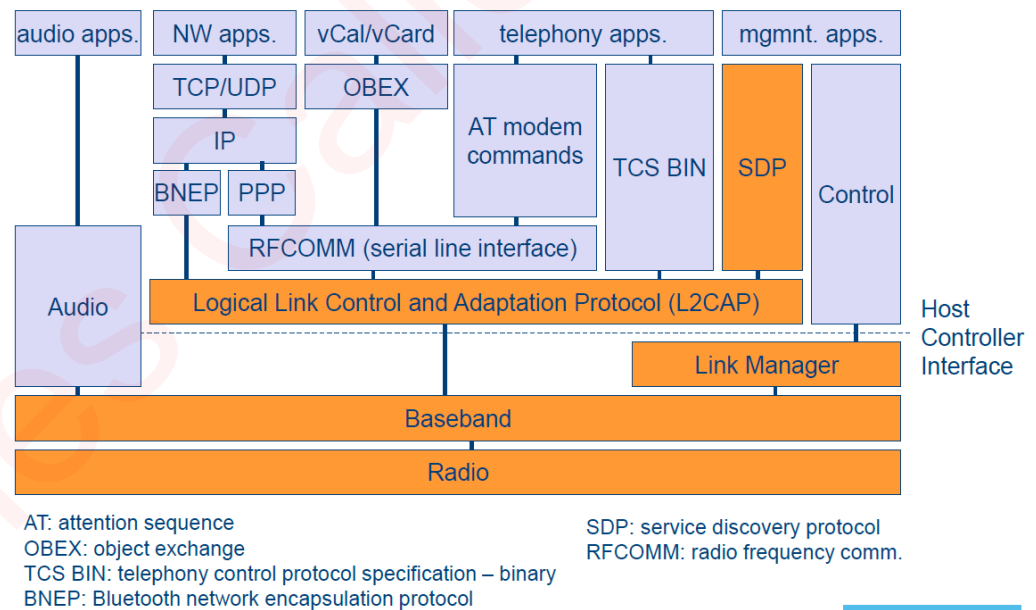 audio apps.
NW apps.
vCal/vCard
telephony apps.
mgmnt. apps.
TCP/UDP
OBEX
AT modem
commands
TCS BIN
SDP
Control
IP
BNEP
PPP
RFCOMM (serial line interface)
Audio
Logical Link Control and Adaptation Protocol (L2CAP)
Host
Controller
Interface
Link Manager
Baseband
Radio
AT: attention sequence
OBEX: object exchange
TCS BIN: telephony control protocol specification – binary
BNEP: Bluetooth network encapsulation protocol
SDP: service discovery protocol
RFCOMM: radio frequency comm.